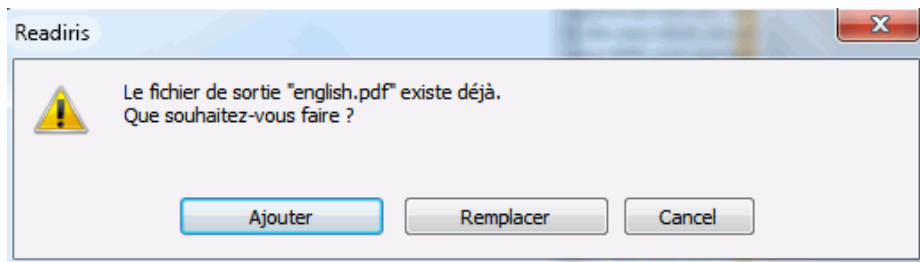 Readiris
Le fichier de sortie "english.pdf" existe déjà.
Que souhaitez-vous faire ?
Ajouter
Remplacer
Cancel